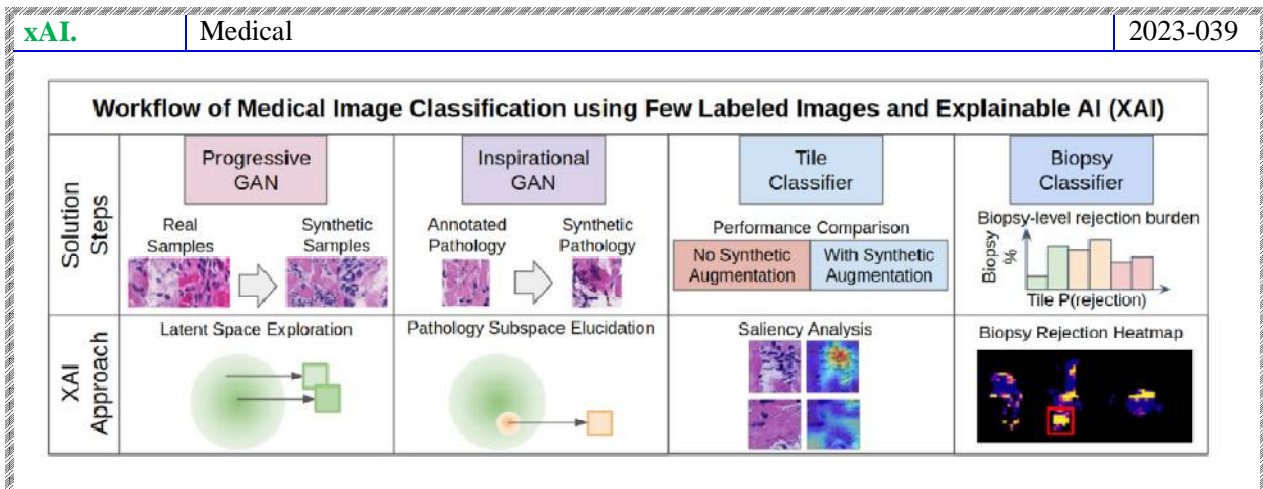 xAI. Medical 2023-039
Workflow of Medical Image Classification using Few Labeled Images and Explainable AI (XAI)
Solution
Steps
Progressive
GAN
Real
Samples
Synthetic
Samples
Inspirational
GAN
Annotated
Pathology
Synthetic
Pathology
Tile
Classifier
Performance Comparison
No Synthetic
Augmentation
With Synthetic
Augmentation
Biopsy
Classifier
Biopsy-level rejection burden
Biopsy
%
Tile P(rejection)
XAI
Approach
Latent Space Exploration
Pathology Subspace Elucidation
Saliency Analysis
Biopsy Rejection Heatmap